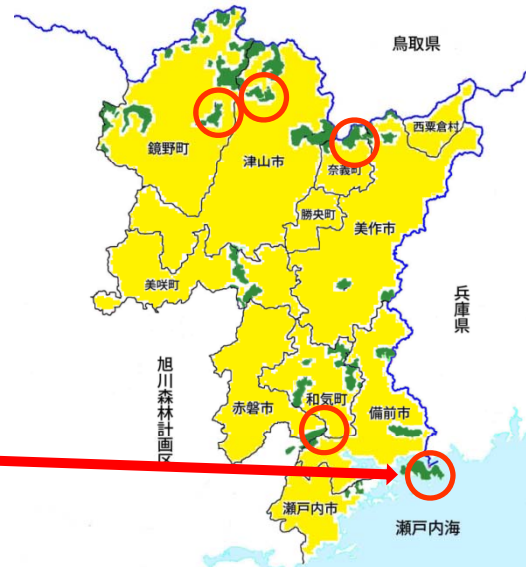 鳥取県
西粟倉村
鏡野町
津山市
奈義町
勝央町
美作市
美咲町
兵庫県
旭川森林計画区
赤磐市
和気町
備前市
瀬戸内市
瀬戸内海